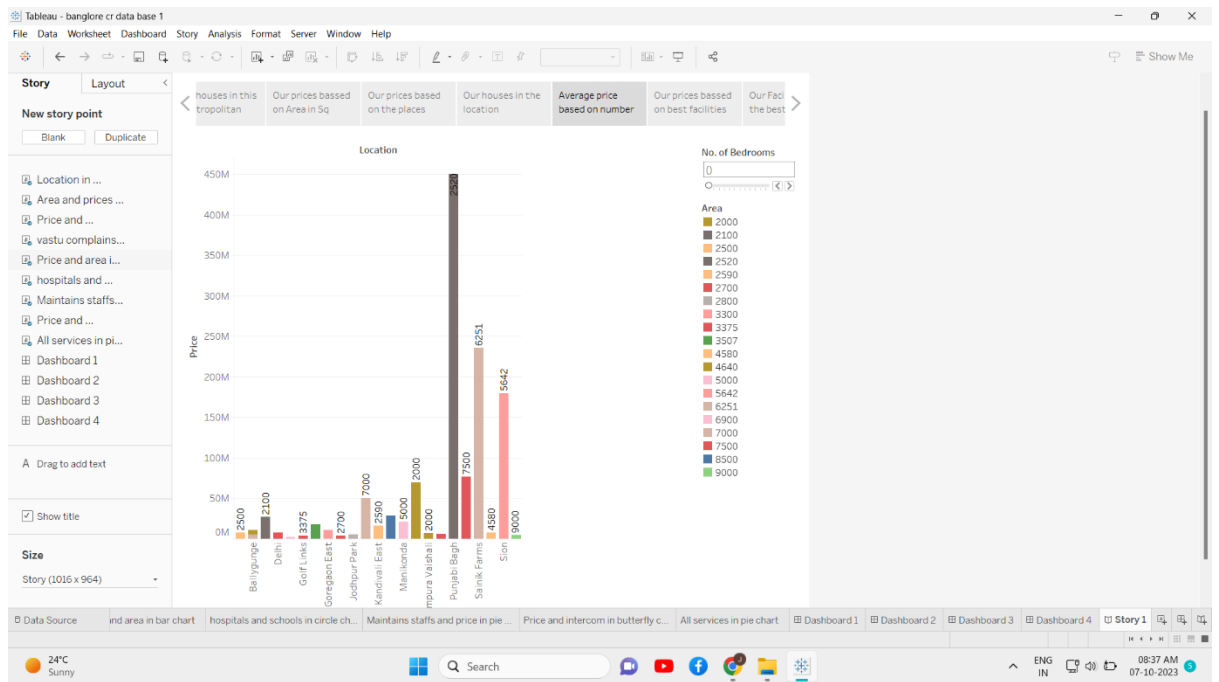 Tableau - banglore cr data base 1
File Data Worksheet Dashboard Story Analysis Format Server Window Help
Show Me
Story Layout
New story point
Blank Duplicate
Location in ...
Area and prices ...
Price and ...
vastu complains...
Price and area i...
hospitals and ...
Maintains staffs...
Price and ...
All services in pi...
Dashboard 1
Dashboard 2
Dashboard 3
Dashboard 4
A Drag to add text
Show title
Size
Story (1016 x 964)
houses in this
tropolitan
Our prices bassed
on Area in Sq
Our prices based
on the places
Our houses in the
location
Average price
based on number
Our prices bassed
on best facilities
Our Faci
the best
Location
Price
450M
400M
350M
300M
250M
200M
150M
100M
50M
0M
2500
2100
3375
2700
7000
2590
5000
2000
2000
2520
7500
6251
4580
5642
9000
Ballygunge
Delhi
Golf Links
Goregaon East
Jodhpur Park
Kandivali East
Manikonda
mpura Vaishali
Punjabi Bagh
Sainik Farms
Sion
No. of Bedrooms
0
Area
2000
2100
2500
2520
2590
2700
2800
3300
3375
3507
4580
4640
5000
5642
6251
6900
7000
7500
8500
9000
Data Source
ind area in bar chart
hospitals and schools in circle ch...
Maintains staffs and price in pie ...
Price and intercom in butterfly c...
All services in pie chart
Dashboard 1
Dashboard 2
Dashboard 3
Dashboard 4
Story 1
24°C
Sunny
Search
ENG
IN
08:37 AM
07-10-2023
5